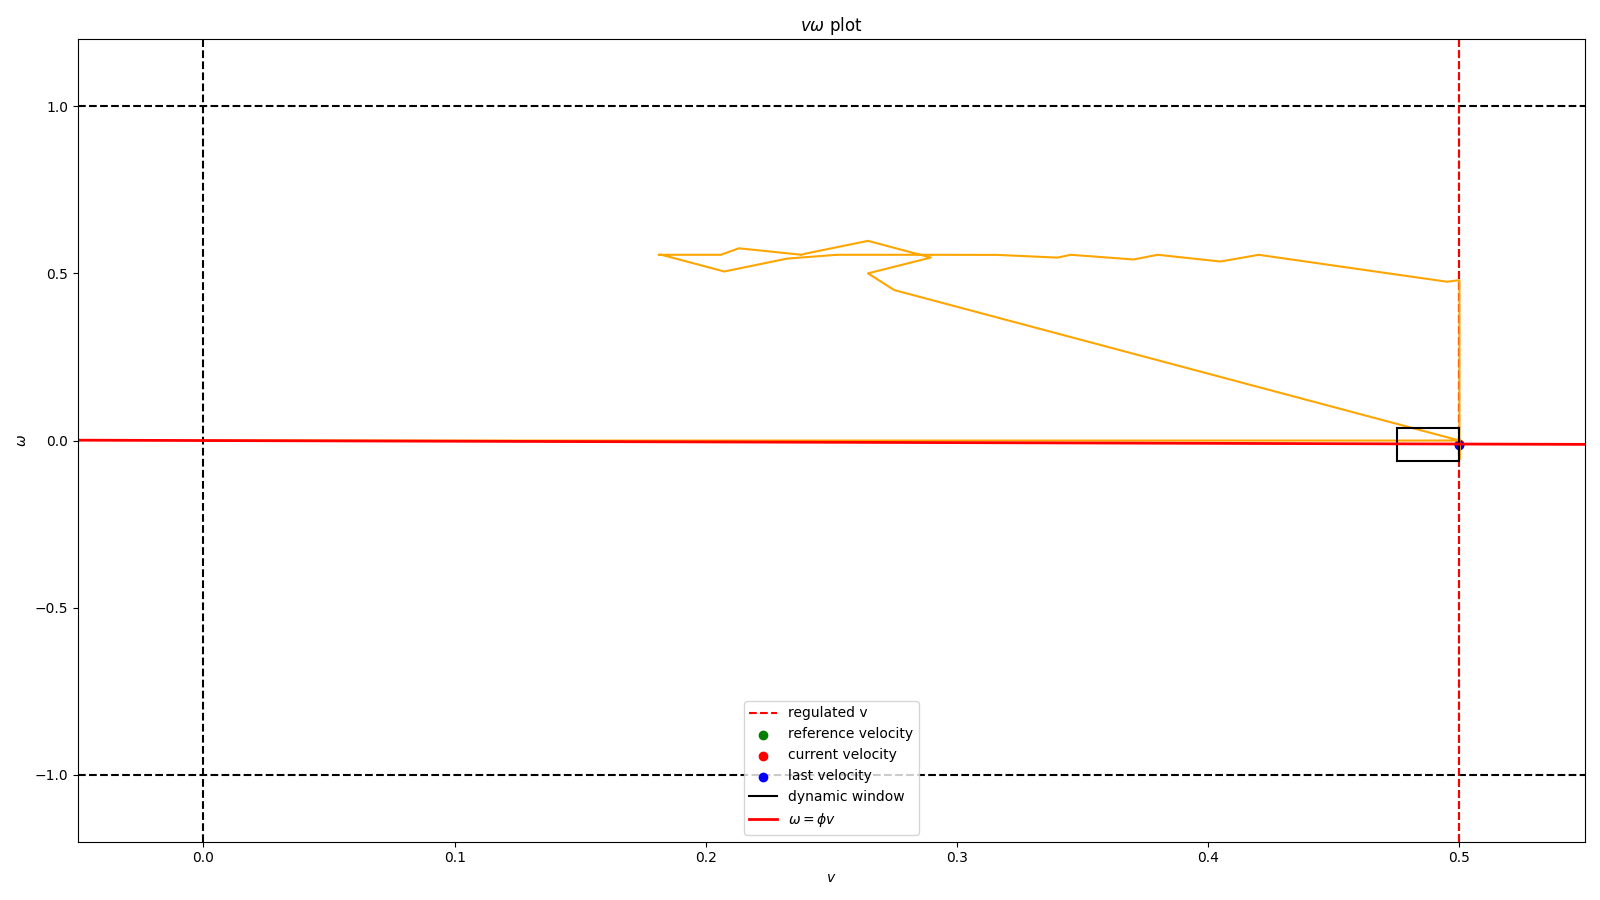 vω plot
1.0
0.5
0.0
−0.5
−1.0
ω
0.0
0.1
0.2
0.3
0.4
0.5
v
regulated v
reference velocity
current velocity
last velocity
dynamic window
ω = ϕv